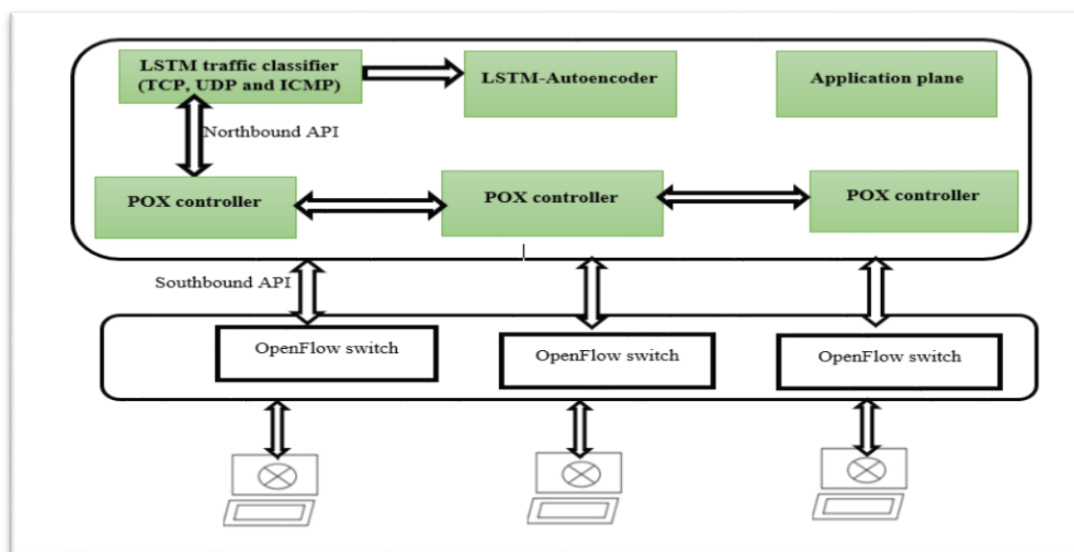 LSTM traffic classifier
(TCP, UDP and ICMP)
LSTM-Autoencoder
Application plane
Northbound API
POX controller
POX controller
POX controller
Southbound API
OpenFlow switch
OpenFlow switch
OpenFlow switch